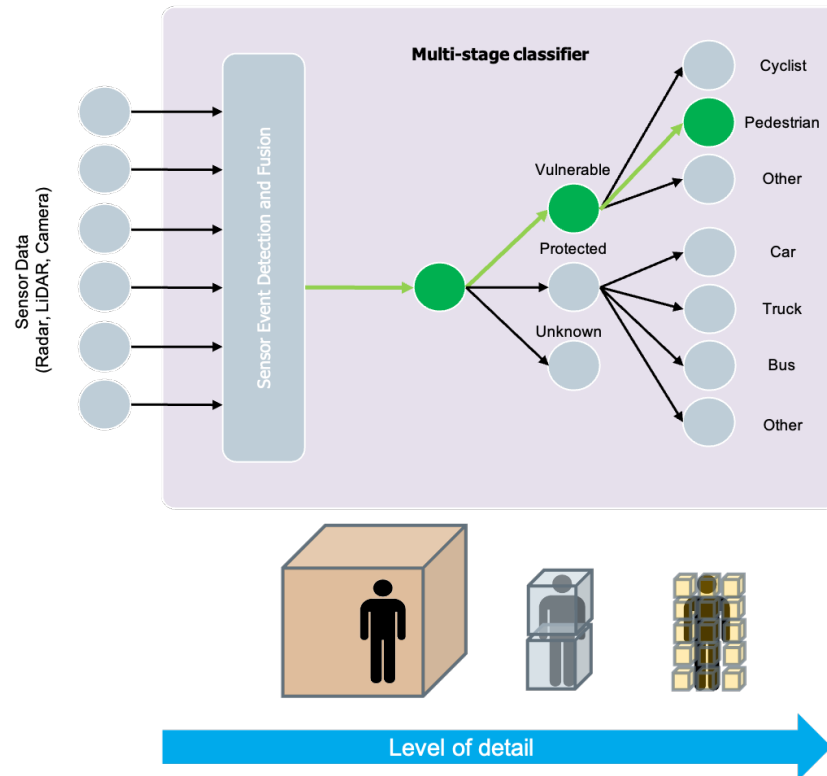 Multi-stage classifier
Sensor Data
(Radar, LiDAR, Camera)
Sensor Event Detection and Fusion
Vulnerable
Protected
Unknown
Cyclist
Pedestrian
Other
Car
Truck
Bus
Other
Level of detail